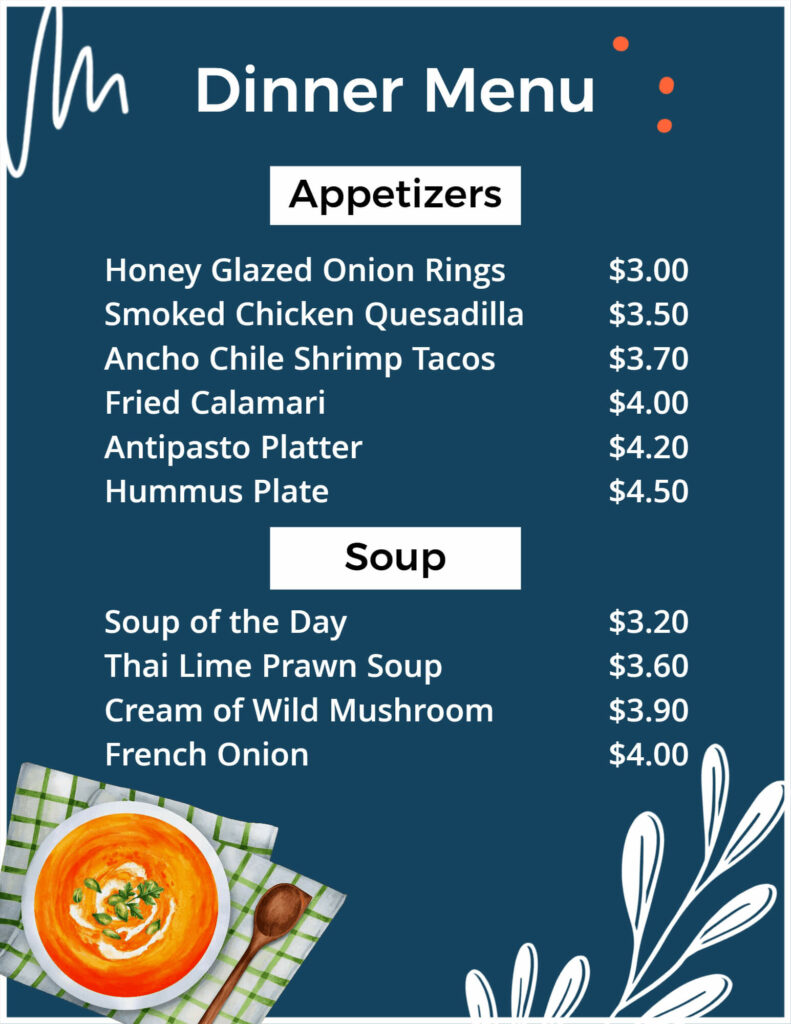 Dinner Menu
Appetizers
Honey Glazed Onion Rings $3.00
Smoked Chicken Quesadilla $3.50
Ancho Chile Shrimp Tacos $3.70
Fried Calamari $4.00
Antipasto Platter $4.20
Hummus Plate $4.50
Soup
Soup of the Day $3.20
Thai Lime Prawn Soup $3.60
Cream of Wild Mushroom $3.90
French Onion $4.00